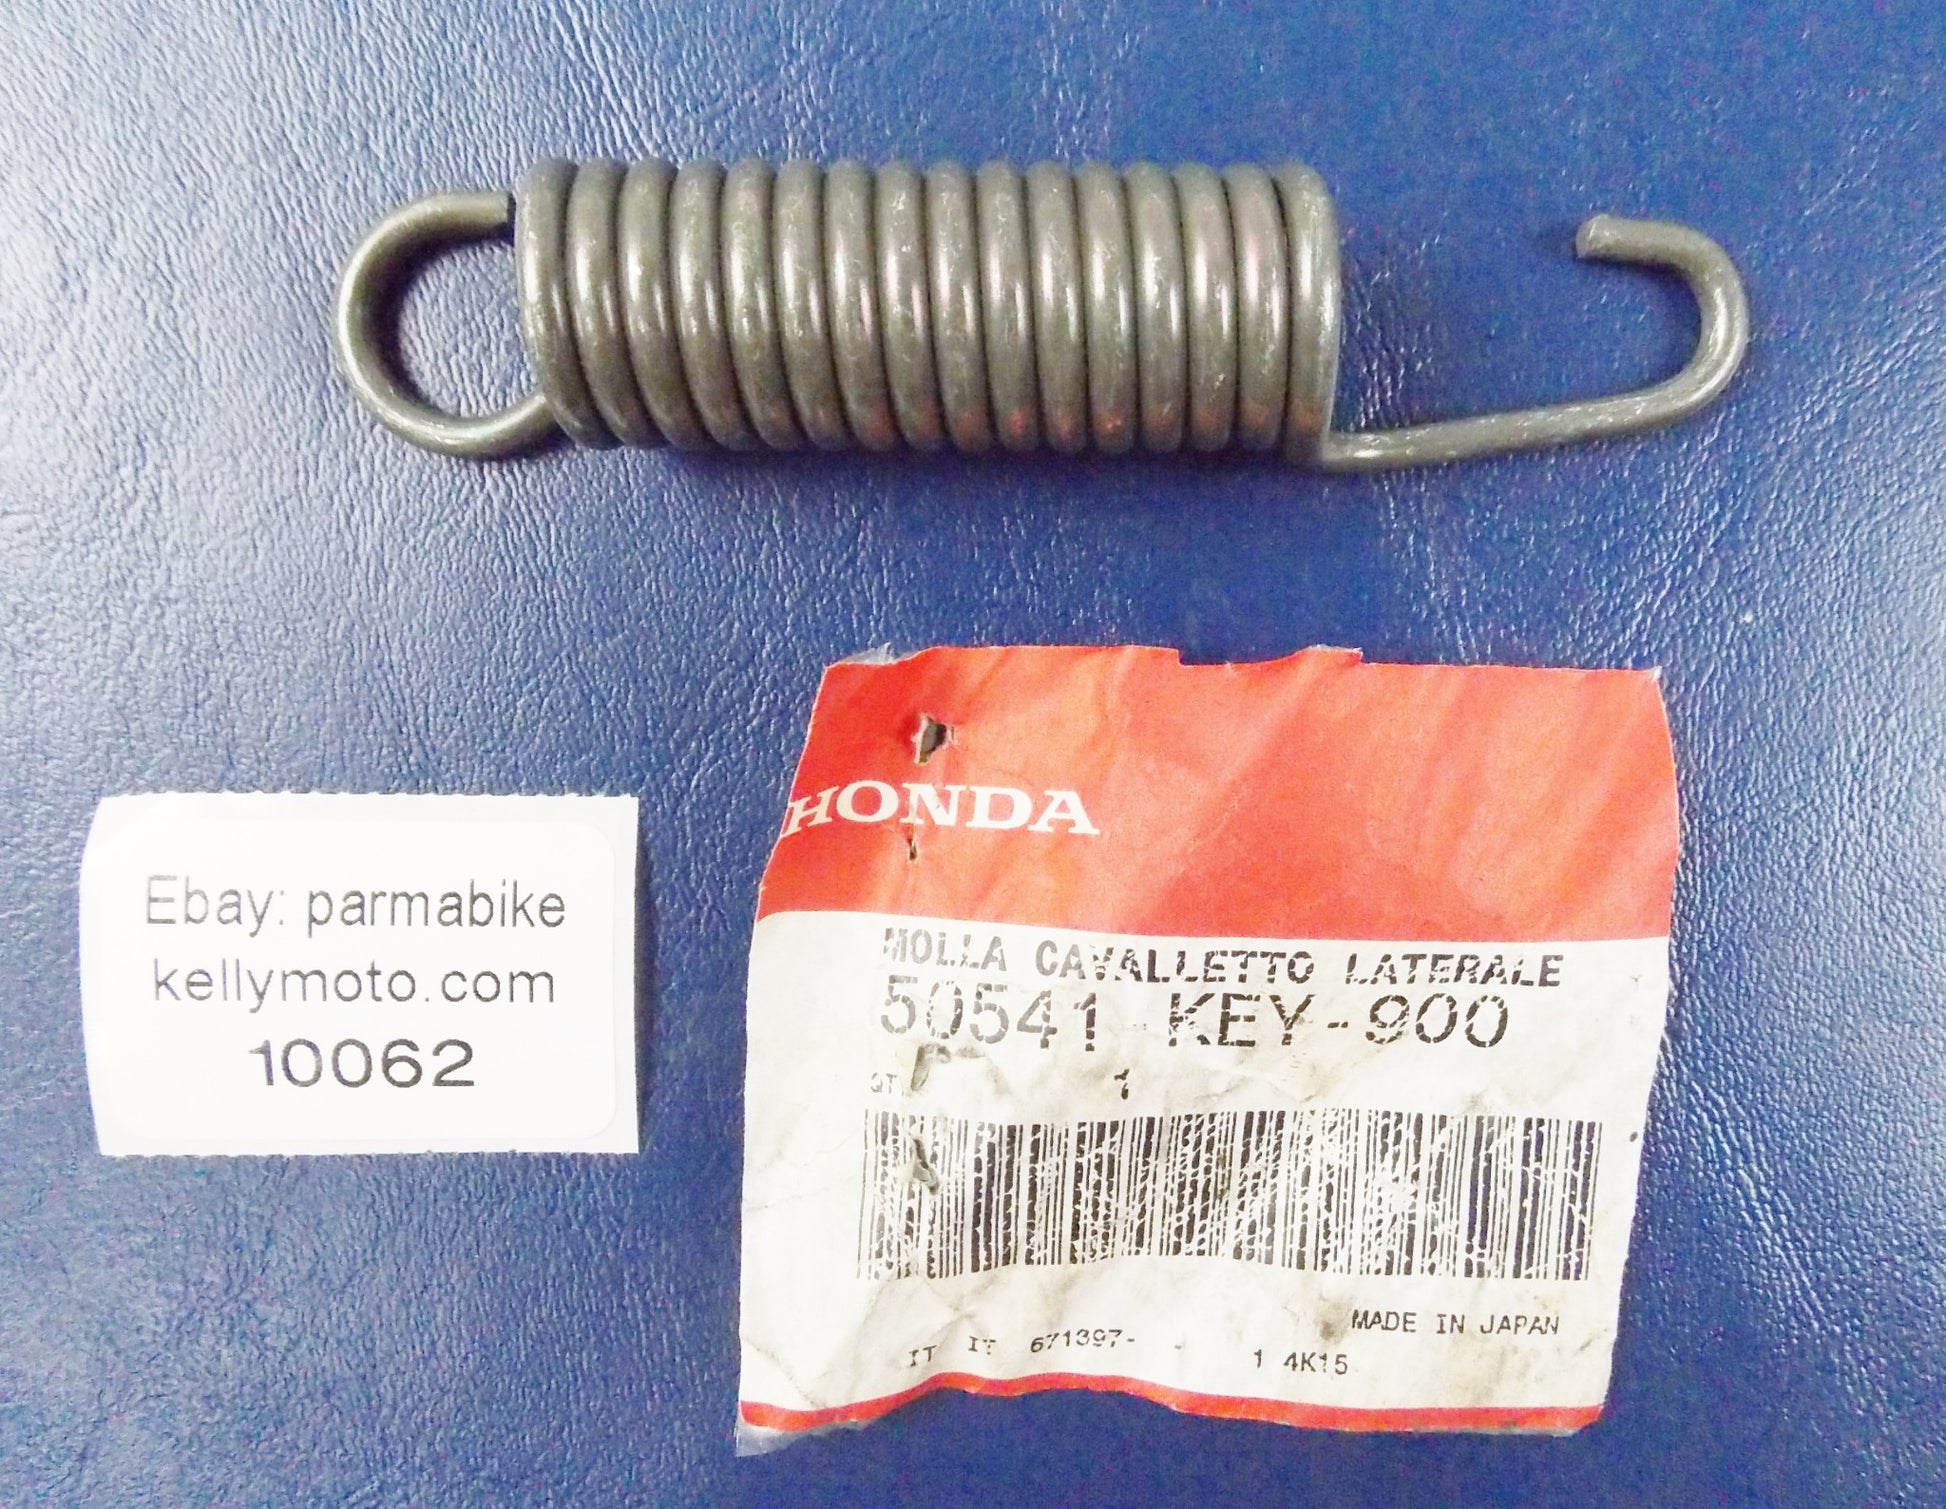 HONDA
MOLLA CAVALLETTO LATERALE
50541-KEY-900
1
MADE IN JAPAN
IT IT 671397- - 1 4K15
Ebay: parmabike
kellymoto.com
10062